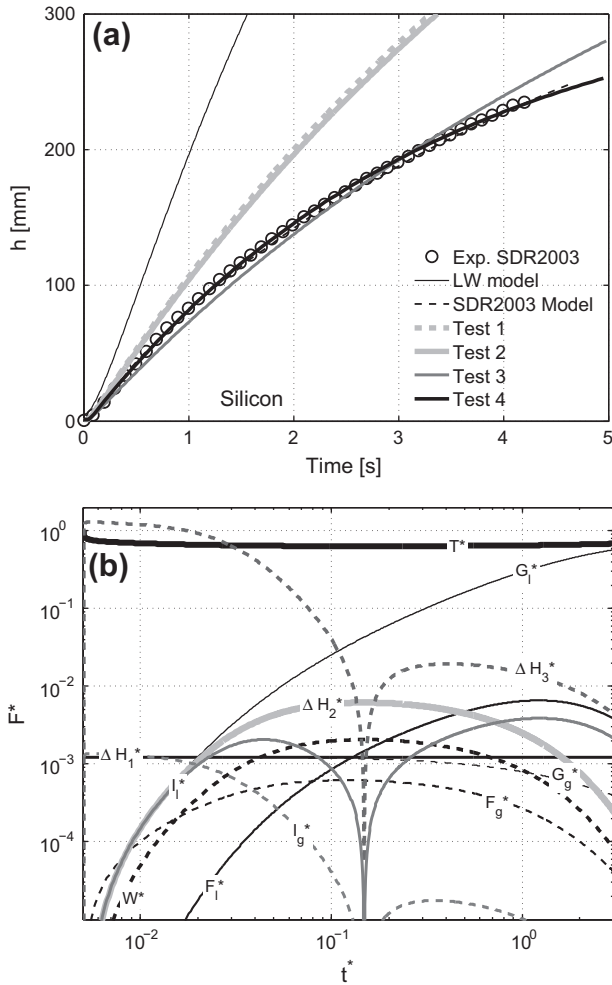 (a)
300
200
100
0
h [mm]
Exp. SDR2003
LW model
SDR2003 Model
Test 1
Test 2
Test 3
Test 4
Silicon
0 1 2 3 4 5
Time [s]
(b)
10^0
10^-1
10^-2
10^-3
10^-4
F*
T*
G_l*
ΔH_3*
ΔH_2*
ΔH_1*
I_l*
G_g*
I_g*
F_g*
W*
F_l*
10^-2 10^-1 10^0
t*